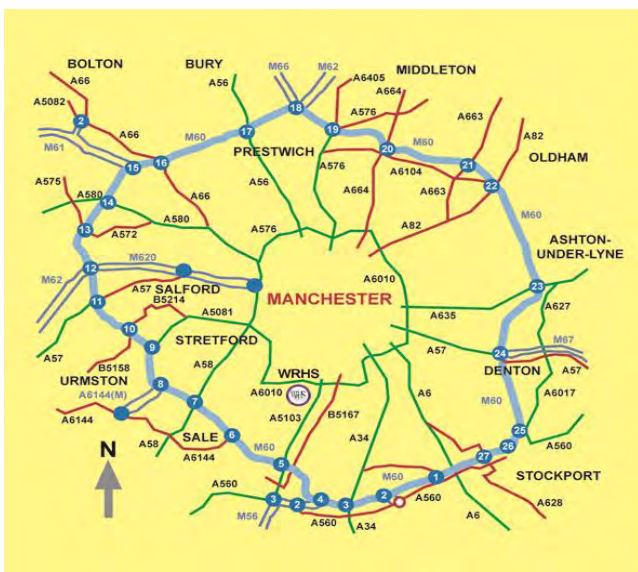 BOLTON
BURY
M66
M62
A6405
MIDDLETON
A66
A56
A664
A5082
A576
A663
2
18
19
A82
A66
M60
17
M60
M61
PRESTWICH
20
21
OLDHAM
15
16
A576
A6104
A575
A580
A56
A664
A663
22
14
A66
A580
A82
M60
13
A572
A576
ASHTON-
UNDER-LYNE
M620
A6010
12
M62
SALFORD
23
A57
MANCHESTER
A627
11
B5214
A635
10
A5081
M67
9
STRETFORD
A57
24
A57
B5158
A58
WRHS
DENTON
URMSTON
A6
A6144(M)
8
A6010
M60
A6017
A6144
7
A5103
B5167
N
SALE
A34
25
A58
6
26
A560
A6144
M60
27
5
STOCKPORT
M60
1
A560
3
2
4
3
2
A560
A628
M56
A560
A34
A6